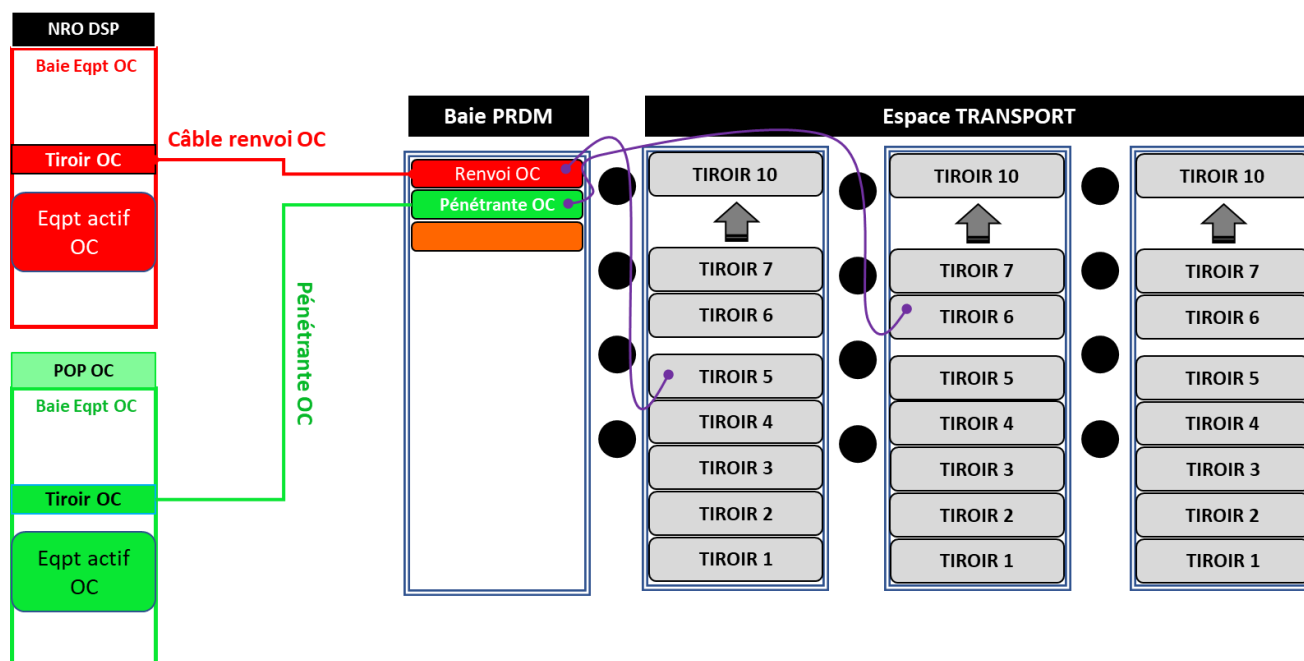 NRO DSP
Baie Eqpt OC
Tiroir OC
Eqpt actif
OC
Câble renvoi OC
Pénétrante OC
POP OC
Baie Eqpt OC
Tiroir OC
Eqpt actif
OC
Baie PRDM
Renvoi OC
Pénétrante OC
Espace TRANSPORT
TIROIR 10
TIROIR 7
TIROIR 6
TIROIR 5
TIROIR 4
TIROIR 3
TIROIR 2
TIROIR 1
TIROIR 10
TIROIR 7
TIROIR 6
TIROIR 5
TIROIR 4
TIROIR 3
TIROIR 2
TIROIR 1
TIROIR 10
TIROIR 7
TIROIR 6
TIROIR 5
TIROIR 4
TIROIR 3
TIROIR 2
TIROIR 1